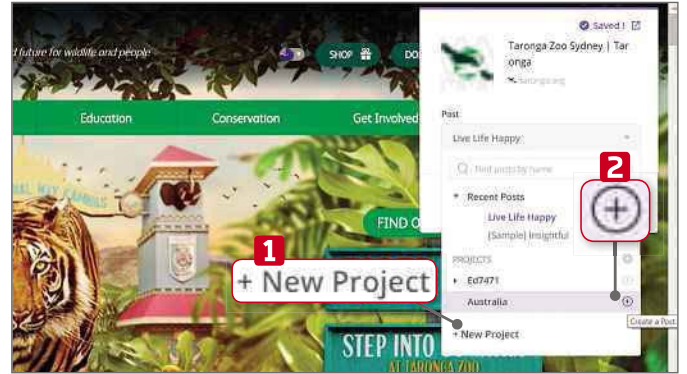 d future for wildlife and people
SHOP
DO
Education
Conservation
Get Involved
FIND O
STEP INTO
AT TARONGA ZOO
Saved !
Taronga Zoo Sydney | Tar
onga
taronga.org
Post
Live Life Happy
Find posts by name
Recent Posts
Live Life Happy
(Sample) Insightful
PROJECTS
Ed7471
Australia
Create a Post
+ New Project
1
+ New Project
2